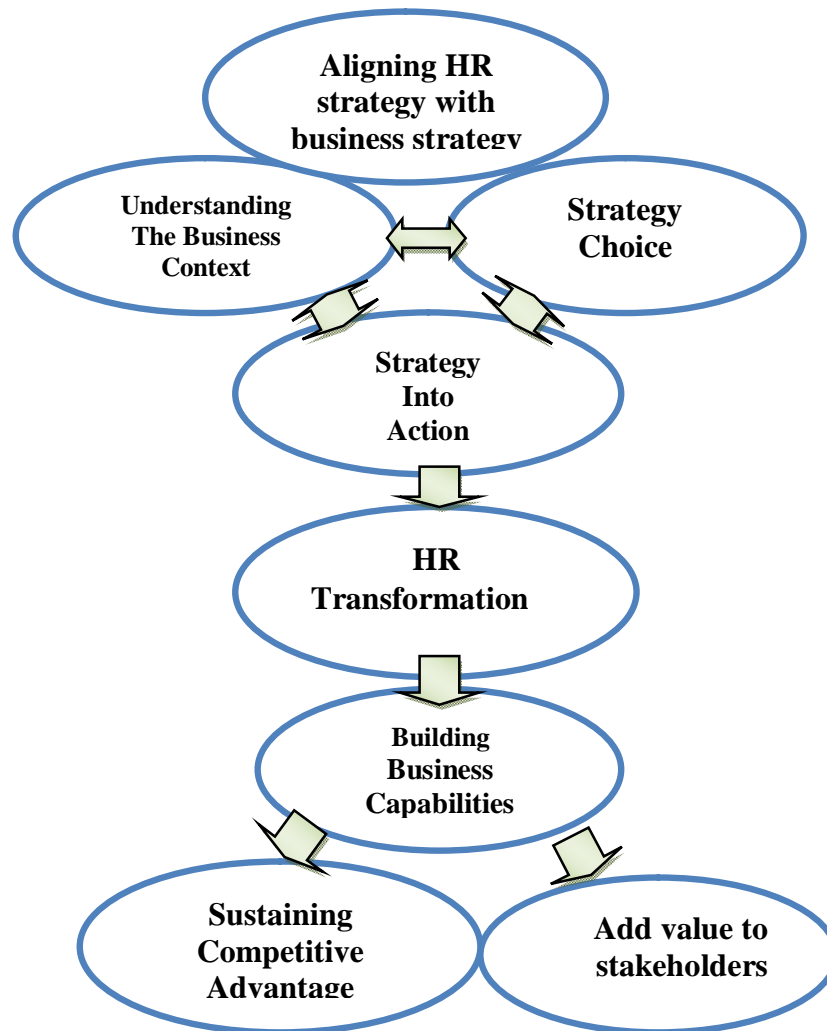 Aligning HR
strategy with
business strategy
Understanding
The Business
Context
Strategy
Choice
Strategy
Into
Action
HR
Transformation
Building
Business
Capabilities
Sustaining
Competitive
Advantage
Add value to
stakeholders